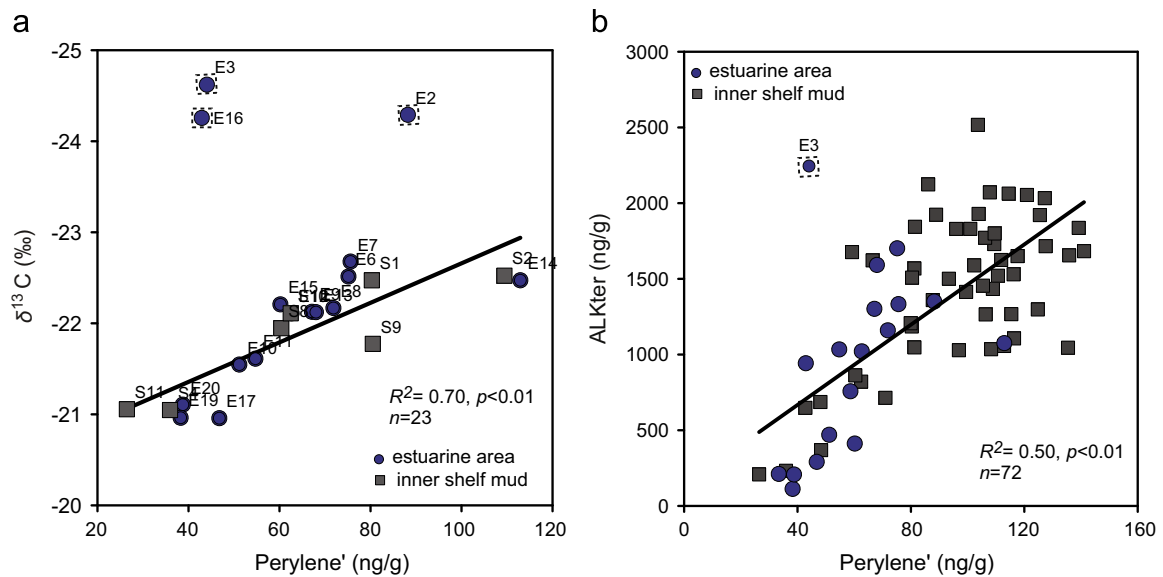 a
-25
-24
-23
-22
-21
-20
δ13 C (‰)
E3
E16
E2
E7
E6
S1
S2
E14
E15
E13
E8
S8
S9
E11
E10
S11
E20
E19
E17
R2= 0.70, p<0.01
n=23
estuarine area
inner shelf mud
20 40 60 80 100 120
Perylene' (ng/g)
b
3000
2500
2000
1500
1000
500
0
ALKter (ng/g)
estuarine area
inner shelf mud
E3
R2= 0.50, p<0.01
n=72
0 40 80 120 160
Perylene' (ng/g)